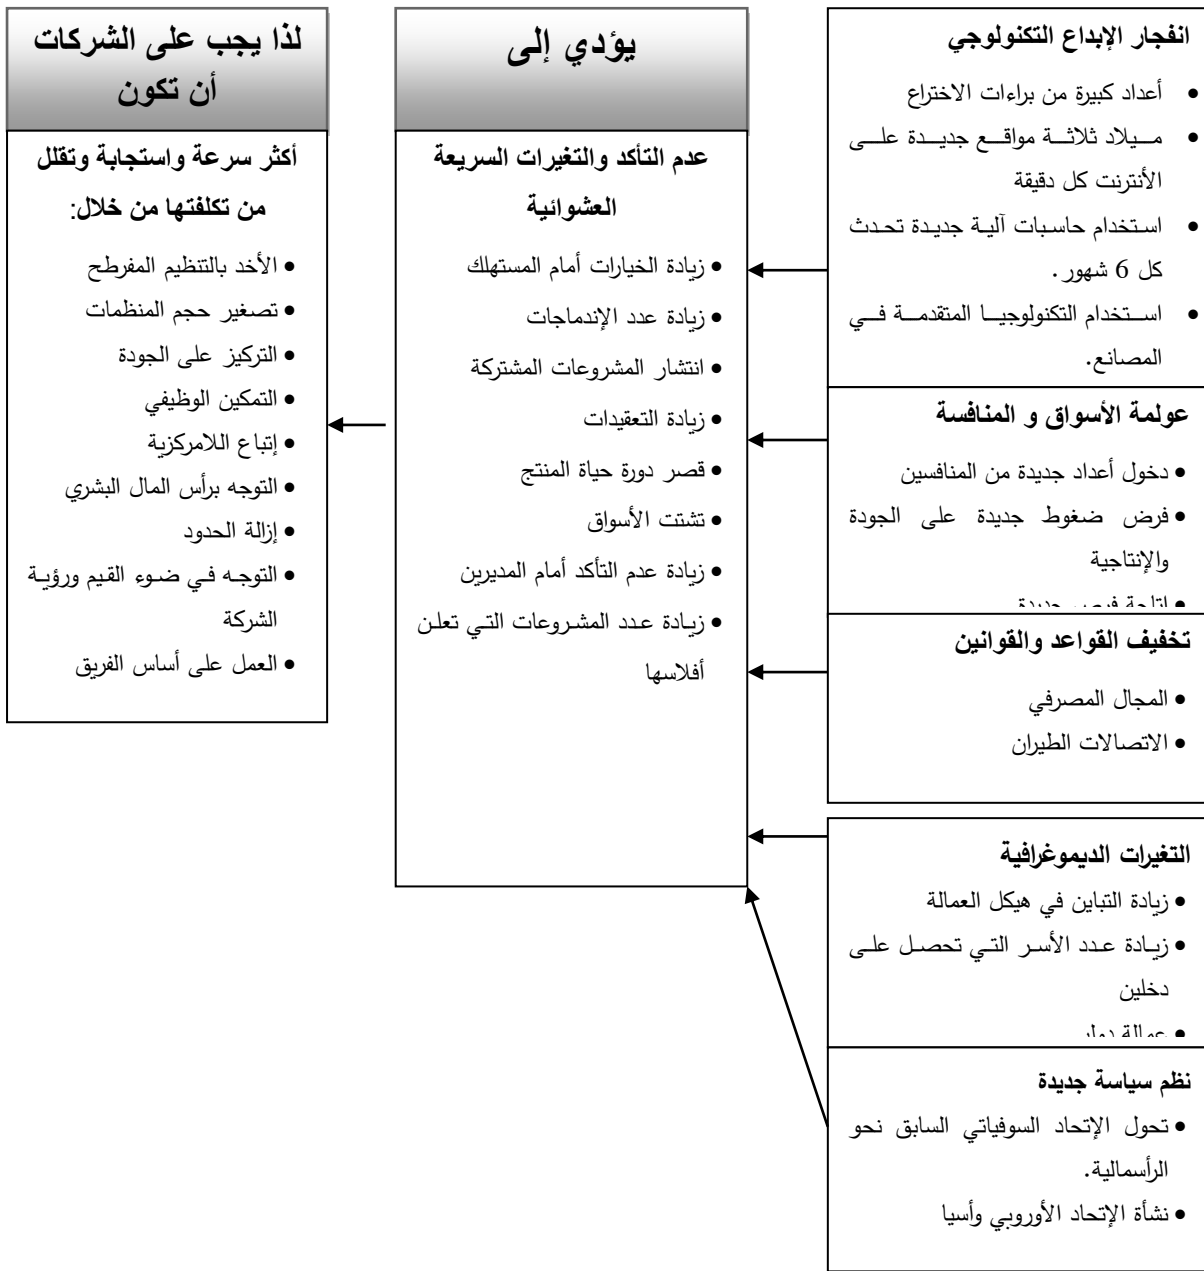 انفجار الإبداع التكنولوجي
• أعداد كبيرة من براءات الاختراع
• ميلاد ثلاثة مواقع جديدة على
الأنترنت كل دقيقة
• استخدام حاسبات آلية جديدة تحدث
كل 6 شهور.
• استخدام التكنولوجيا المتقدمة في
المصانع.
عولمة الأسواق و المنافسة
• دخول أعداد جديدة من المنافسين
• فرض ضغوط جديدة على الجودة
والإنتاجية
تخفيف القواعد والقوانين
• المجال المصرفي
• الاتصالات الطيران
التغيرات الديموغرافية
• زيادة التباين في هيكل العمالة
• زيادة عدد الأسر التي تحصل على
دخلين
نظم سياسة جديدة
• تحول الإتحاد السوفياتي السابق نحو
الرأسمالية.
• نشأة الإتحاد الأوروبي وأسيا
يؤدي إلى
عدم التأكد والتغيرات السريعة
العشوائية
• زيادة الخيارات أمام المستهلك
• زيادة عدد الإندماجات
• انتشار المشروعات المشتركة
• زيادة التعقيدات
• قصر دورة حياة المنتج
• تشتت الأسواق
• زيادة عدم التأكد أمام المديرين
• زيادة عدد المشروعات التي تعلن
أفلاسها
لذا يجب على الشركات
أن تكون
أكثر سرعة واستجابة وتقلل
من تكلفتها من خلال:
• الأخد بالتنظيم المفرطح
• تصغير حجم المنظمات
• التركيز على الجودة
• التمكين الوظيفي
• إتباع اللامركزية
• التوجه برأس المال البشري
• إزالة الحدود
• التوجه في ضوء القيم ورؤية
الشركة
• العمل على أساس الفريق